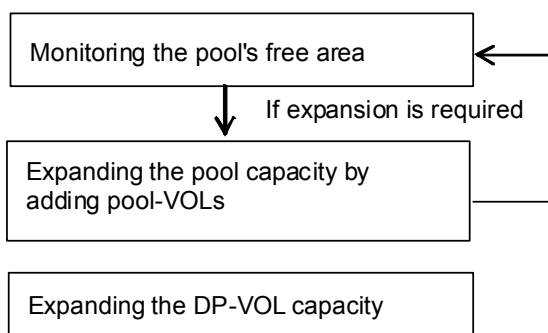 Monitoring the pool's free area
If expansion is required
Expanding the pool capacity by
adding pool-VOLs
Expanding the DP-VOL capacity